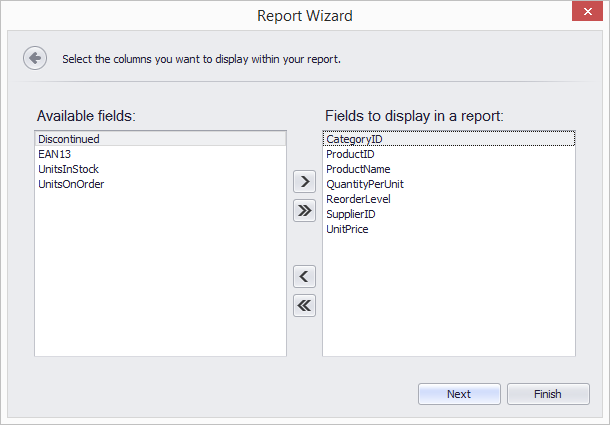 Report Wizard
Select the columns you want to display within your report.
Available fields:
Discontinued
EAN13
UnitsInStock
UnitsOnOrder
Fields to display in a report:
CategoryID
ProductID
ProductName
QuantityPerUnit
ReorderLevel
SupplierID
UnitPrice
Next
Finish